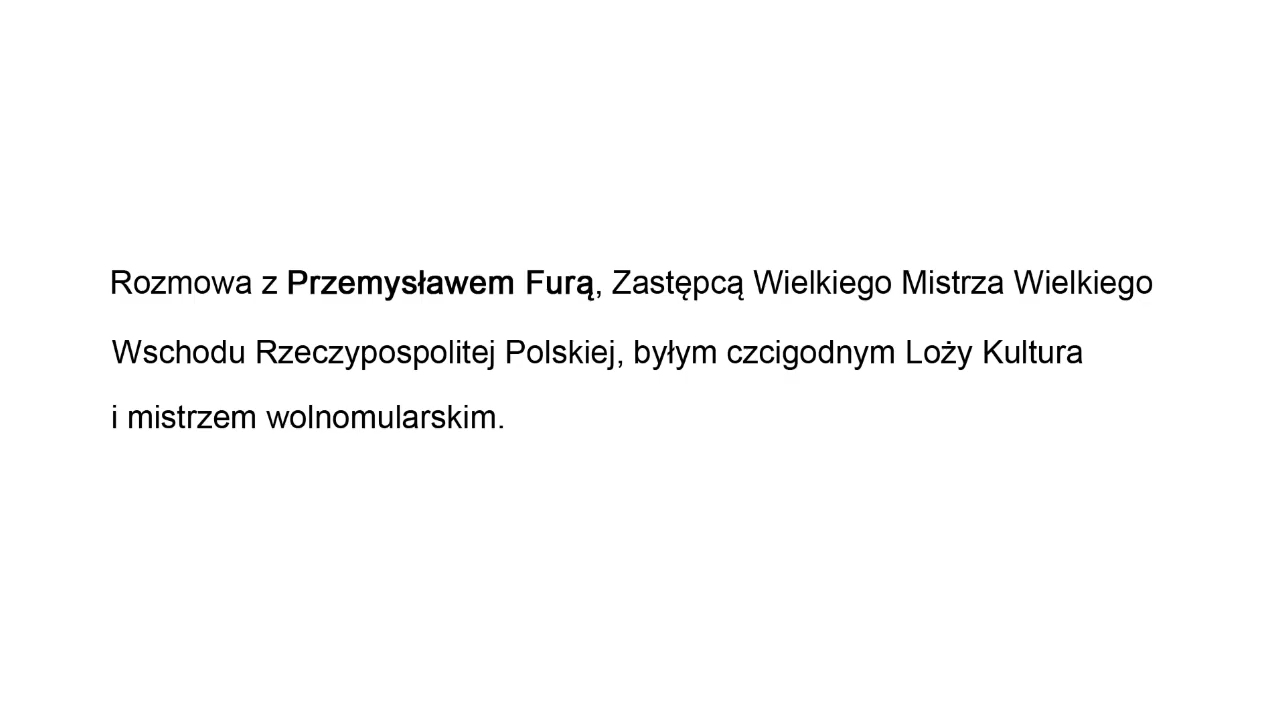 Rozmowa z Przemysławem Furą, Zastępcą Wielkiego Mistrza Wielkiego
Wschodu Rzeczypospolitej Polskiej, byłym czcigodnym Loży Kultura
i mistrzem wolnomularskim.